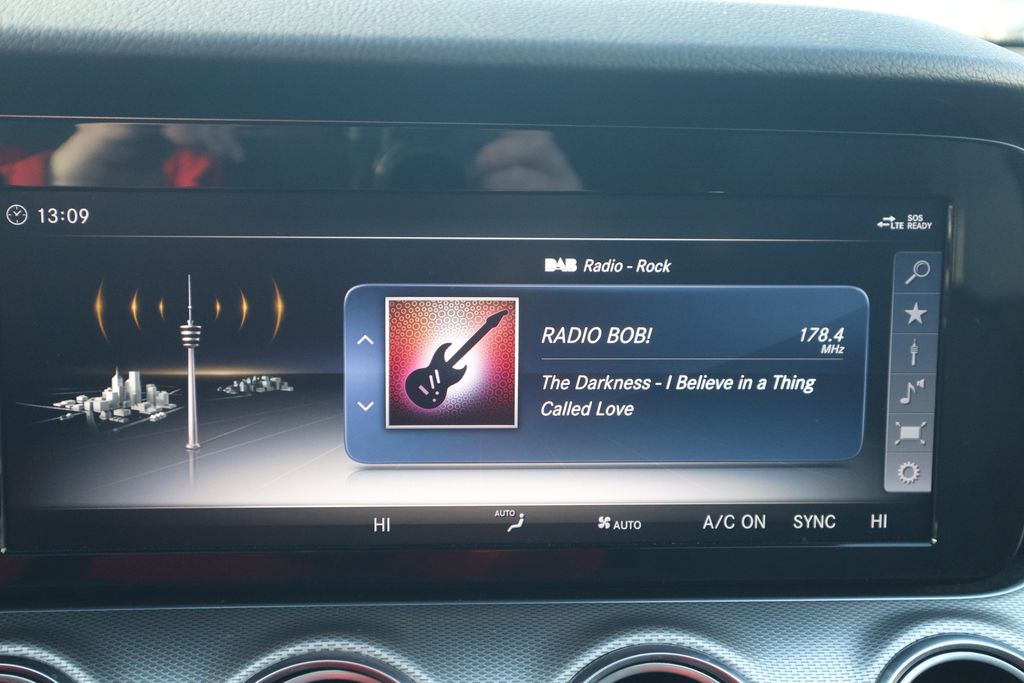 13:09
LTE SOS READY
DAB Radio - Rock
RADIO BOB!
178.4
MHz
The Darkness - I Believe in a Thing
Called Love
HI
AUTO
AUTO
A/C ON
SYNC
HI